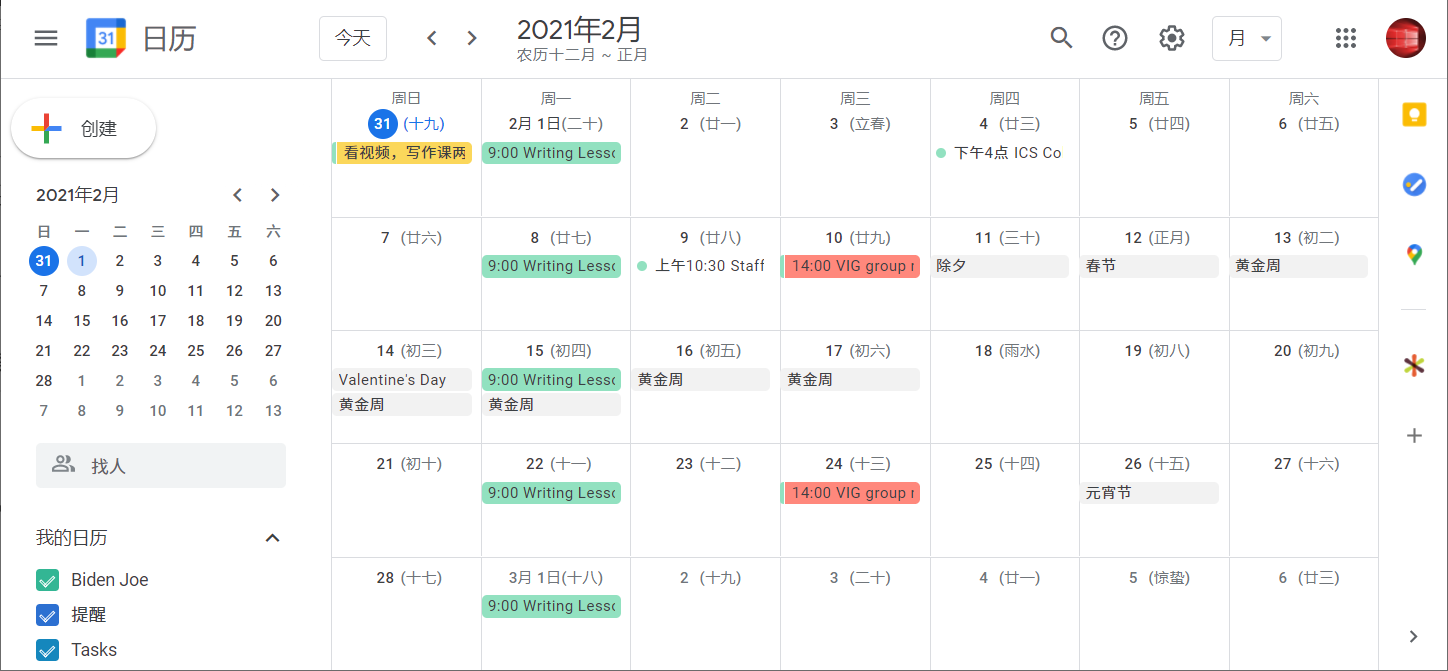 31 日历 今天 2021年2月 月
农历十二月 ~ 正月
创建
2021年2月
日 一 二 三 四 五 六
31 1 2 3 4 5 6
7 8 9 10 11 12 13
14 15 16 17 18 19 20
21 22 23 24 25 26 27
28 1 2 3 4 5 6
7 8 9 10 11 12 13
找人
我的日历
Biden Joe
提醒
Tasks
周日 周一 周二 周三 周四 周五 周六
31 (十九) 2月 1日(二十) 2 (廿一) 3 (立春) 4 (廿三) 5 (廿四) 6 (廿五)
看视频，写作课两 9:00 Writing Lesso 下午4点 ICS Co
7 (廿六) 8 (廿七) 9 (廿八) 10 (廿九) 11 (三十) 12 (正月) 13 (初二)
9:00 Writing Lesso 上午10:30 Staff 14:00 VIG group 除夕 春节 黄金周
14 (初三) 15 (初四) 16 (初五) 17 (初六) 18 (雨水) 19 (初八) 20 (初九)
Valentine's Day 9:00 Writing Lesso 黄金周 黄金周
黄金周 黄金周
21 (初十) 22 (十一) 23 (十二) 24 (十三) 25 (十四) 26 (十五) 27 (十六)
9:00 Writing Lesso 14:00 VIG group 元宵节
28 (十七) 3月 1日(十八) 2 (十九) 3 (二十) 4 (廿一) 5 (惊蛰) 6 (廿三)
9:00 Writing Lesso